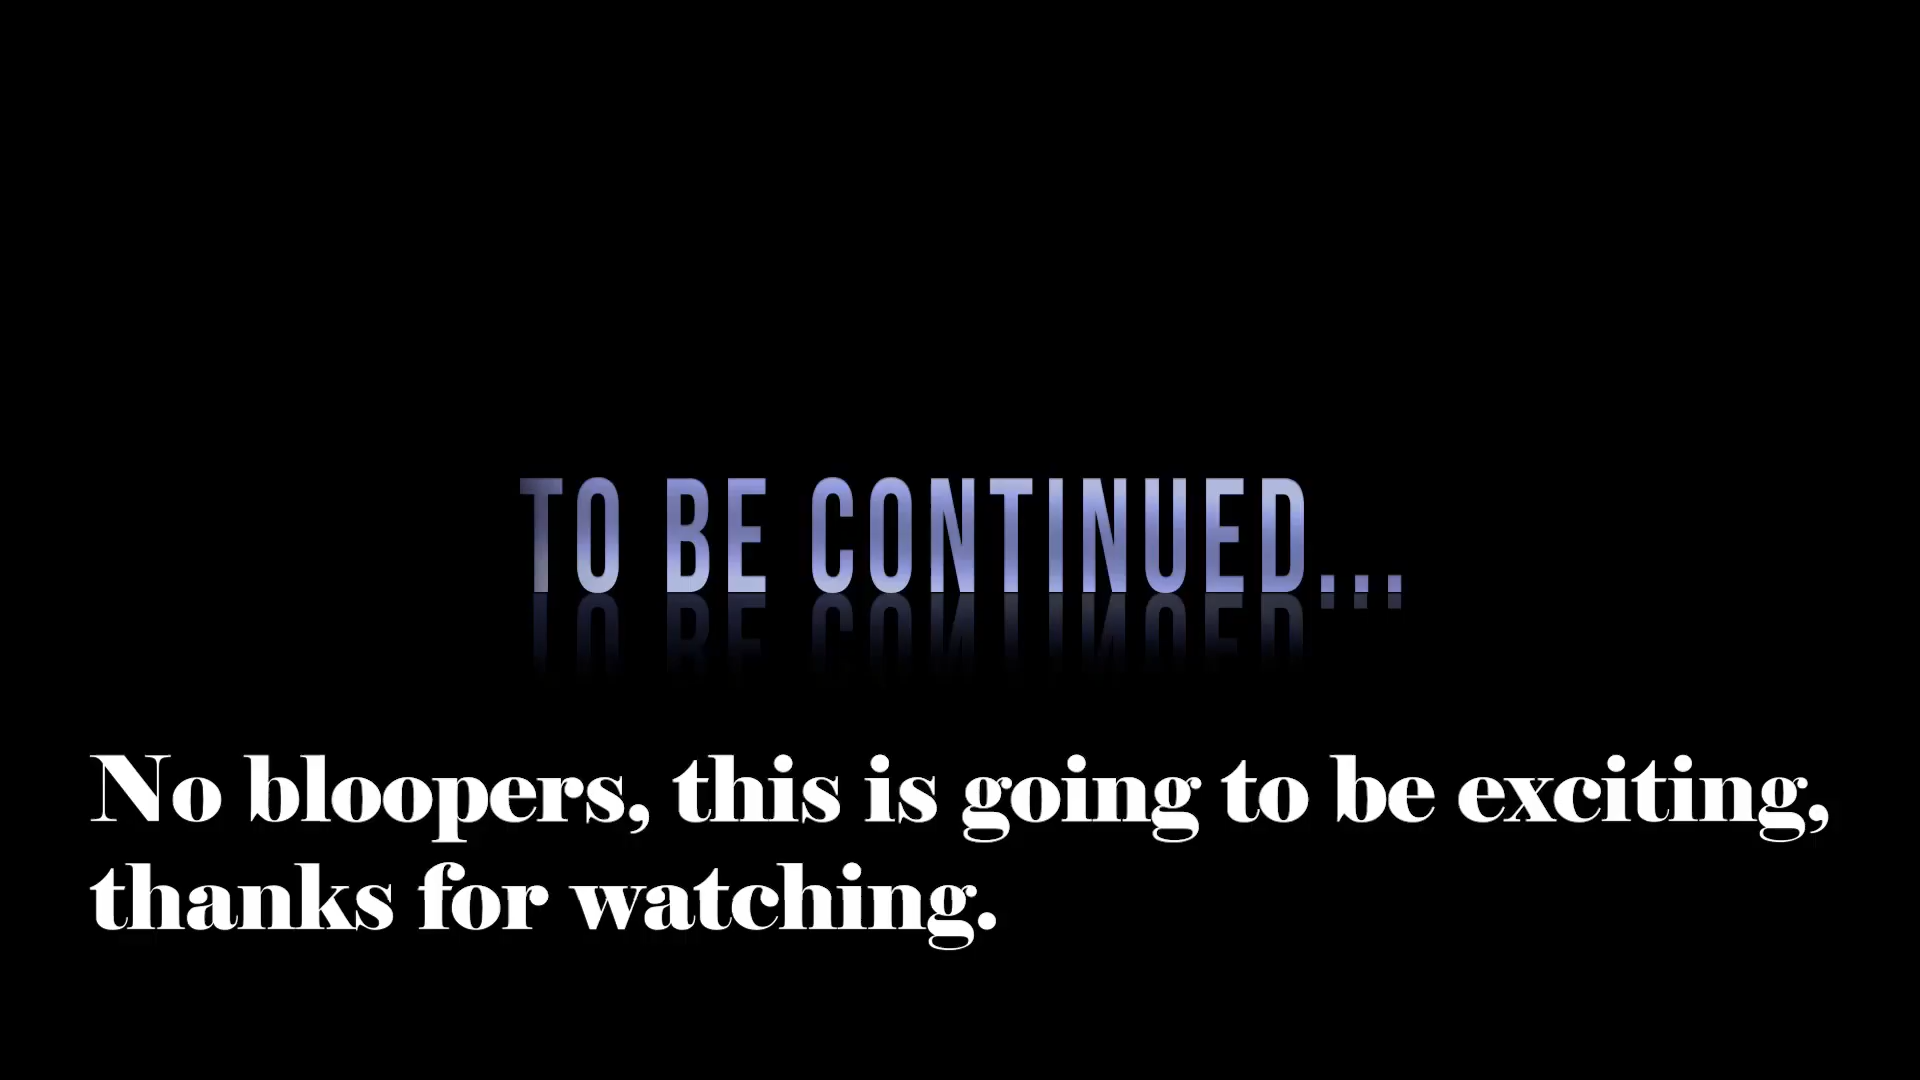 TO BE CONTINUED...
No bloopers, this is going to be exciting,
thanks for watching.